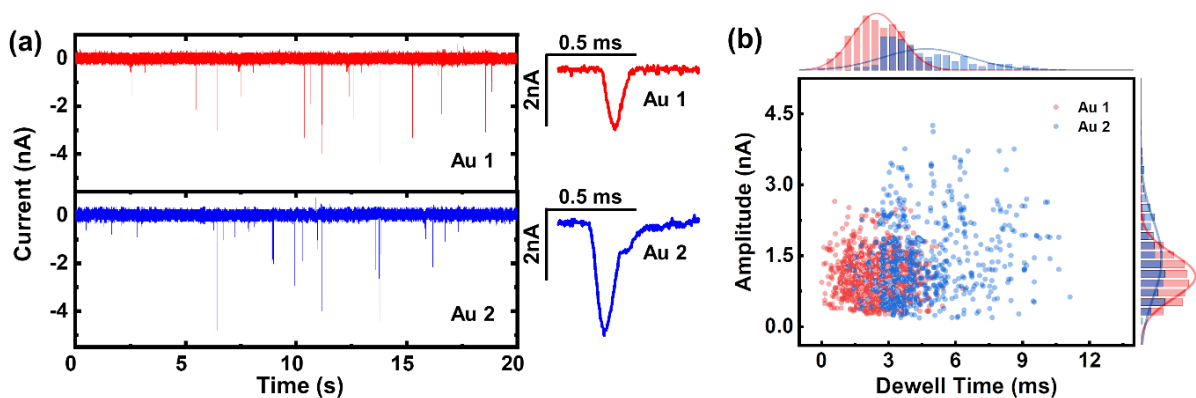 (a)
0
-2
-4
Au 1
0
-2
-4
Au 2
0
5
10
15
20
Current (nA)
Time (s)
0.5 ms
2nA
Au 1
0.5 ms
2nA
Au 2
(b)
4.5
3.0
1.5
0.0
Amplitude (nA)
Au 1
Au 2
0
3
6
9
12
Dewell Time (ms)